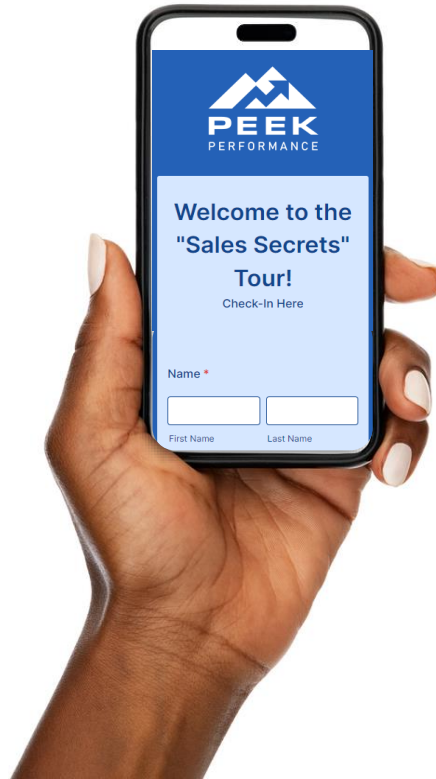 PEEK
PERFORMANCE
Welcome to the
"Sales Secrets"
Tour!
Check-In Here
Name *
First Name
Last Name